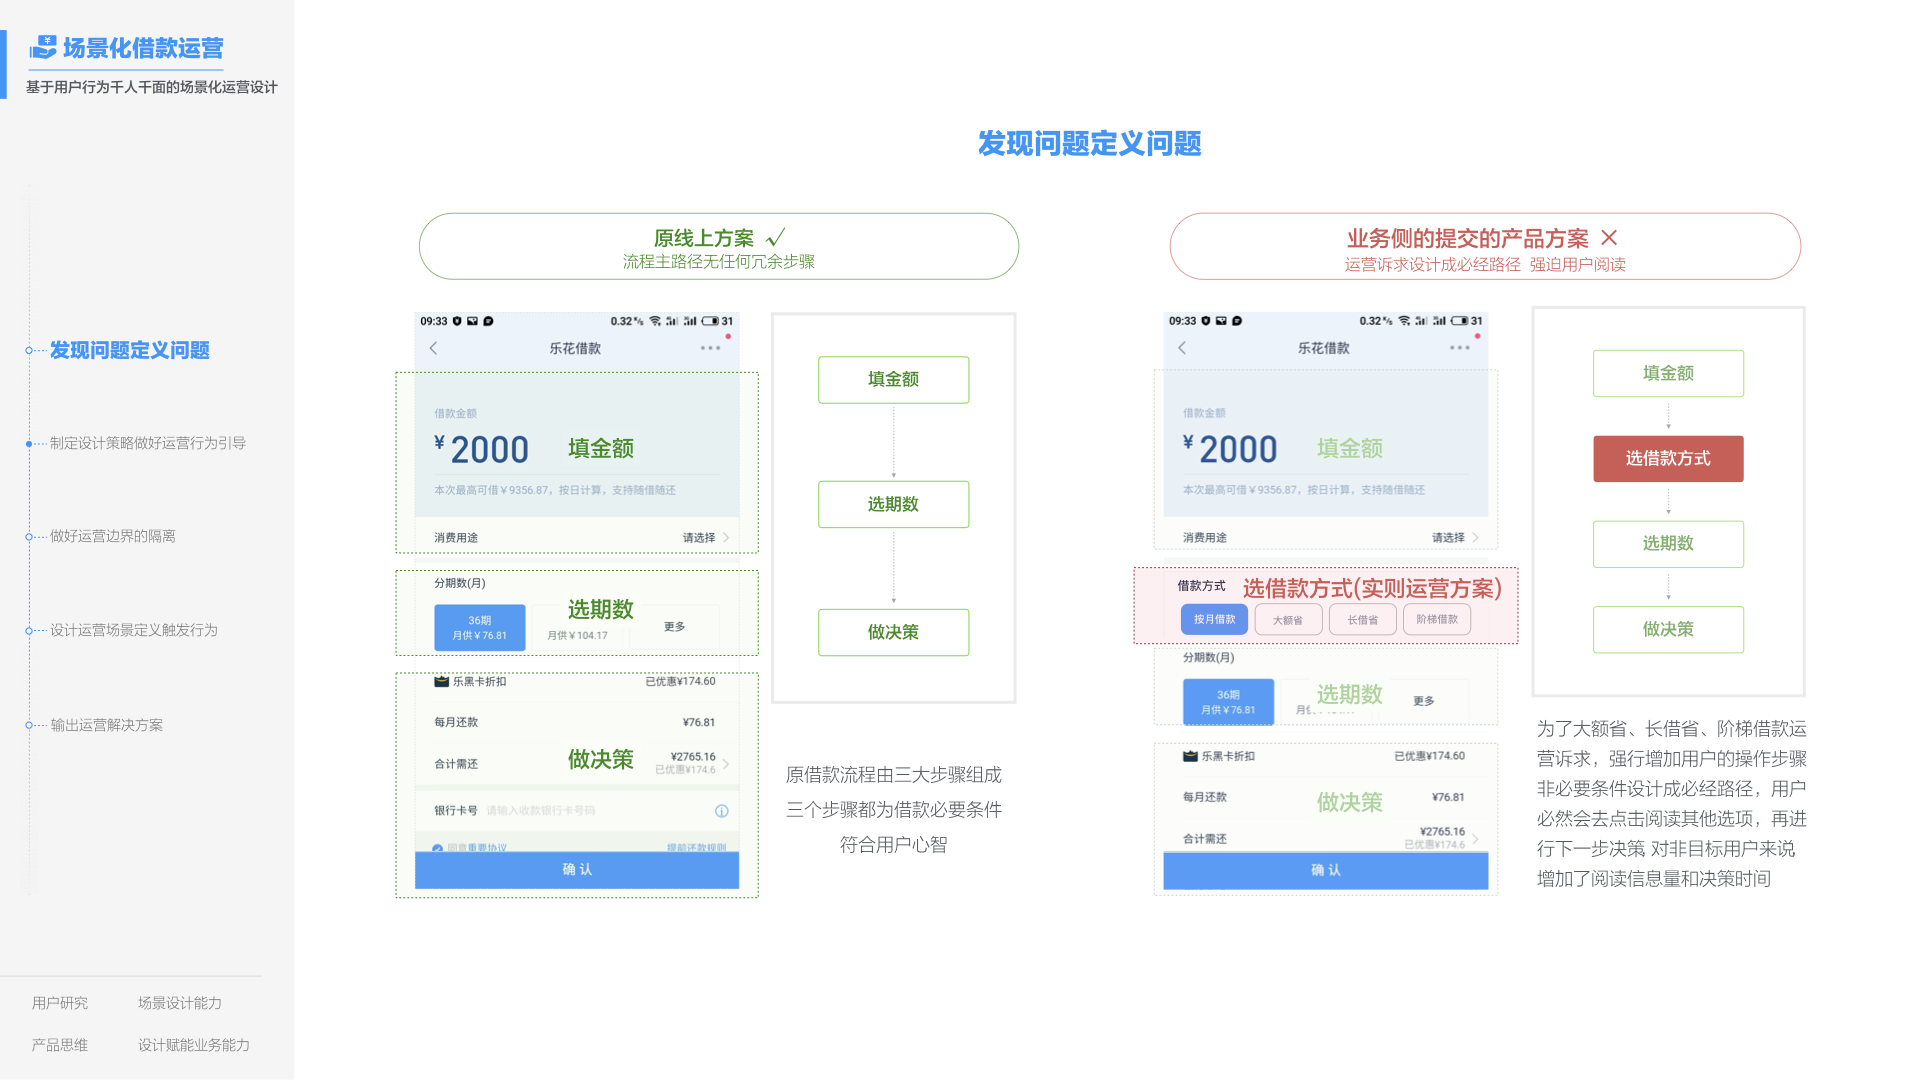 场景化借款运营
基于用户行为千人千面的场景化运营设计
发现问题定义问题
制定设计策略做好运营行为引导
做好运营边界的隔离
设计运营场景定义触发行为
输出运营解决方案
用户研究
场景设计能力
产品思维
设计赋能业务能力
发现问题定义问题
原线上方案
流程主路径无任何冗余步骤
09:33
0.32 K/s
31
乐花借款
借款金额
¥ 2000
填金额
本次最高可借￥9356.87，按日计算，支持随借随还
消费用途
请选择
分期数(月)
选期数
36期
月供￥76.81
月供￥104.17
更多
乐黑卡折扣
已优惠¥174.60
每月还款
¥76.81
做决策
合计需还
¥2765.16
已优惠¥174.6
银行卡号
请输入收款银行卡号码
同意重要协议
提前还款规则
确认
填金额
选期数
做决策
原借款流程由三大步骤组成
三个步骤都为借款必要条件
符合用户心智
业务侧的提交的产品方案
运营诉求设计成必经路径 强迫用户阅读
09:33
0.32 K/s
31
乐花借款
借款金额
¥ 2000
填金额
本次最高可借￥9356.87，按日计算，支持随借随还
消费用途
请选择
借款方式
选借款方式(实则运营方案)
按月借款
大额省
长借省
阶梯借款
分期数(月)
选期数
36期
月供￥76.81
更多
乐黑卡折扣
已优惠¥174.60
每月还款
¥76.81
做决策
合计需还
¥2765.16
已优惠¥174.6
确认
填金额
选借款方式
选期数
做决策
为了大额省、长借省、阶梯借款运
营诉求，强行增加用户的操作步骤
非必要条件设计成必经路径，用户
必然会去点击阅读其他选项，再进
行下一步决策,对非目标用户来说,
增加了阅读信息量和决策时间